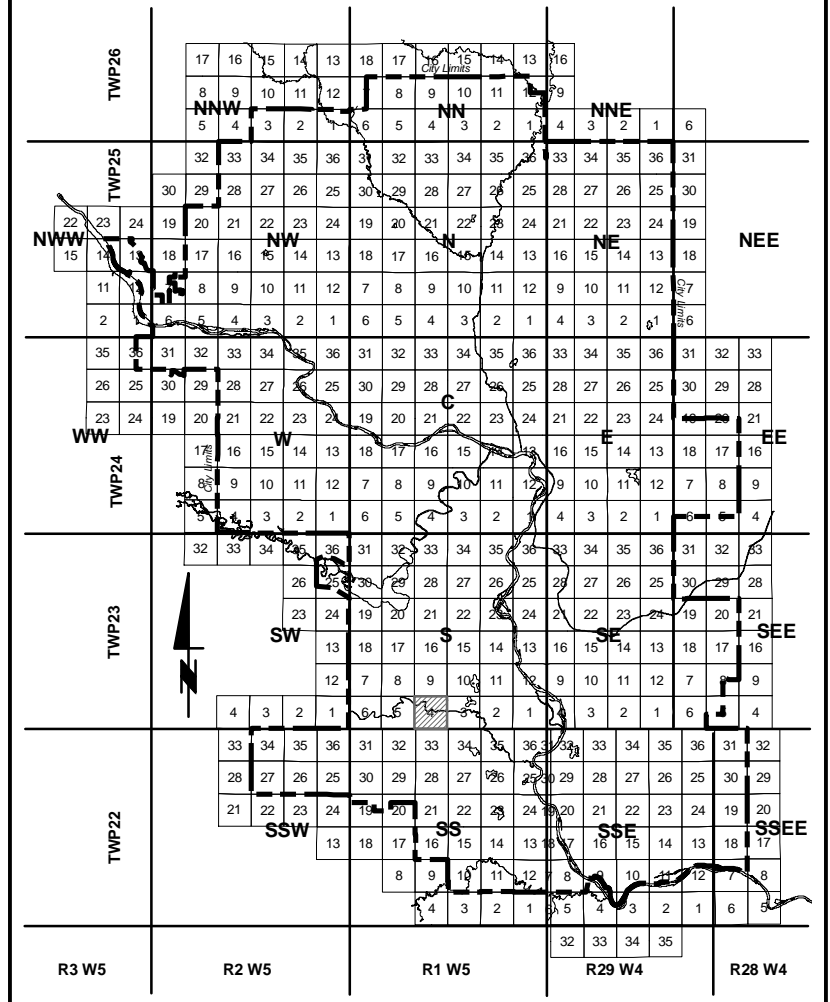 TWP26
17 16 15 14 13 18 17 16 15 14 13 16
City Limits
8 9 10 11 12 8 9 10 11 12 9
NNW NN NNE
5 4 3 2 1 6 5 4 3 2 1 4 3 2 1 6
TWP25
32 33 34 35 36 31 32 33 34 35 36 33 34 35 36 31
30 29 28 27 26 25 30 29 28 27 26 25 28 27 26 25 30
22 23 24 19 20 21 22 23 24 19 20 21 22 23 24 21 22 23 24 19
NWW NW N NE NEE
15 14 13 18 17 16 15 14 13 18 17 16 15 14 13 16 15 14 13 18
11 12 8 9 10 11 12 7 8 9 10 11 12 9 10 11 12 7
City Limits
2 1 6 5 4 3 2 1 6 5 4 3 2 1 4 3 2 1 6
TWP24
35 36 31 32 33 34 35 36 31 32 33 34 35 36 33 34 35 36 31 32 33
26 25 30 29 28 27 26 25 30 29 28 27 26 25 28 27 26 25 30 29 28
C
23 24 19 20 21 22 23 24 19 20 21 22 23 24 21 22 23 24 19 20 21
WW W E EE
17 16 15 14 13 18 17 16 15 14 13 16 15 14 13 18 17 16
City Limits
8 9 10 11 12 7 8 9 10 11 12 9 10 11 12 7 8 9
5 4 3 2 1 6 5 4 3 2 1 4 3 2 1 6 5 4
TWP23
32 33 34 35 36 31 32 33 34 35 36 33 34 35 36 31 32 33
26 25 30 29 28 27 26 25 28 27 26 25 30 29 28
23 24 19 20 21 22 23 24 21 22 23 24 19 20 21
SW S SE SEE
13 18 17 16 15 14 13 16 15 14 13 18 17 16
N
12 7 8 9 10 11 12 9 10 11 12 7 8 9
4 3 2 1 6 5 4 3 2 1 3 2 1 6 4
TWP22
33 34 35 36 31 32 33 34 35 36 31 32 33 34 35 36 31 32
28 27 26 25 30 29 28 27 26 25 30 29 28 27 26 25 30 29
21 22 23 24 19 20 21 22 23 24 19 20 21 22 23 24 19 20
SSW SS SSE SSEE
13 18 17 16 15 14 13 18 17 16 15 14 13 18 17
8 9 10 11 12 7 8 9 10 11 12 7 8
4 3 2 1 5 4 3 2 1 6 5
32 33 34 35
R3 W5 R2 W5 R1 W5 R29 W4 R28 W4